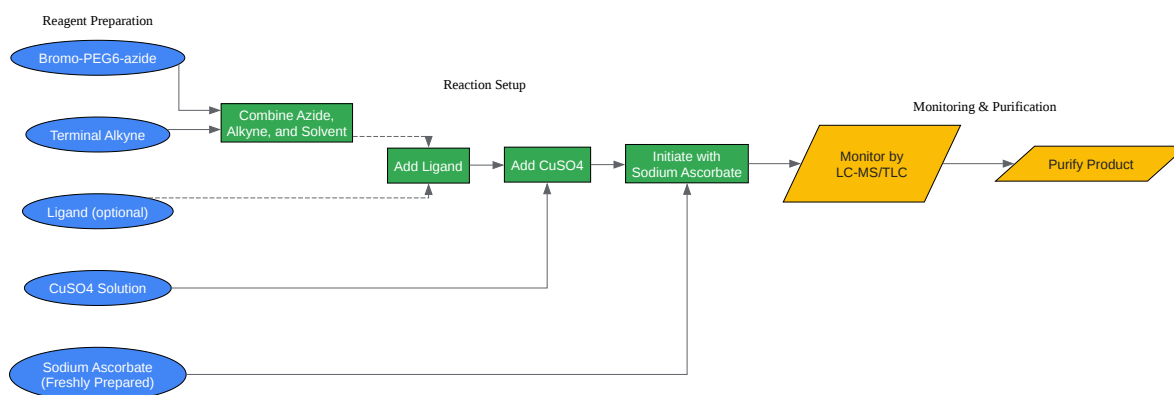 Reagent Preparation
Bromo-PEG6-azide
Terminal Alkyne
Ligand (optional)
CuSO4 Solution
Sodium Ascorbate
(Freshly Prepared)
Reaction Setup
Combine Azide,
Alkyne, and Solvent
Add Ligand
Add CuSO4
Initiate with
Sodium Ascorbate
Monitoring & Purification
Monitor by
LC-MS/TLC
Purify Product